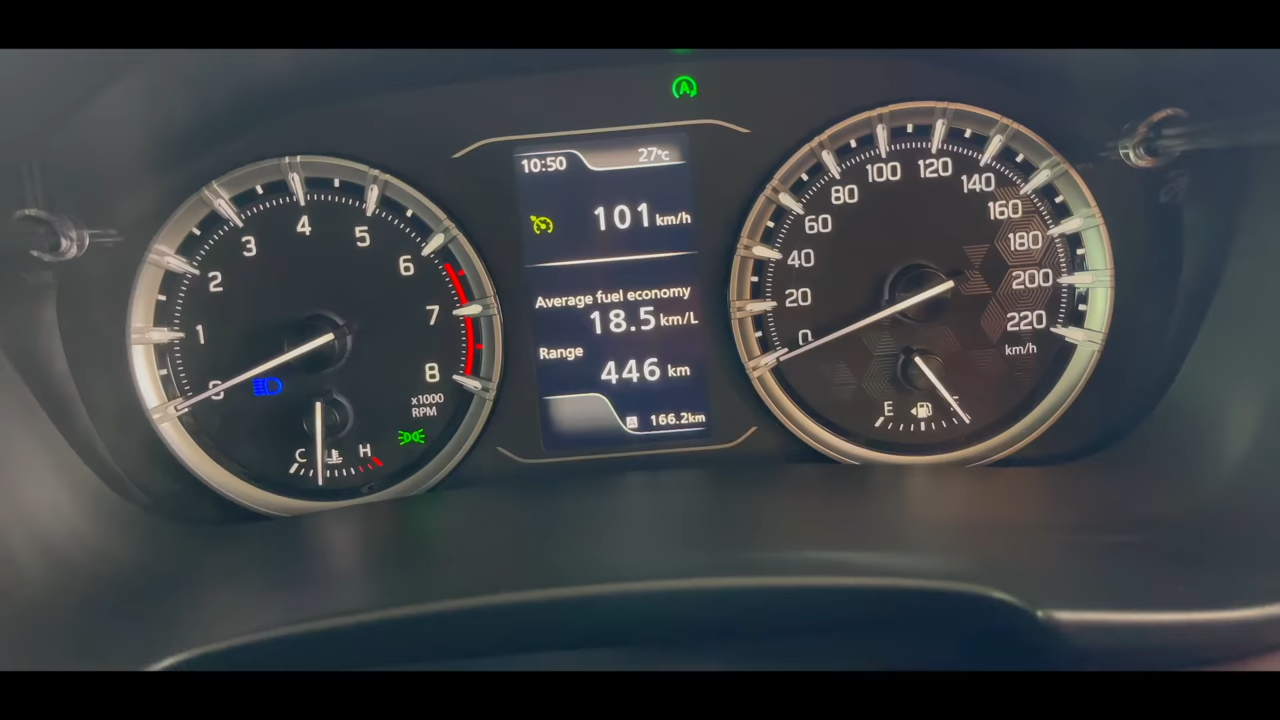 A
10:50 27°C
101 km/h
Average fuel economy
18.5 km/L
Range
446 km
A 166.2km
0
1
2
3
4
5
6
7
8
x1000
RPM
C H
0
20
40
60
80
100
120
140
160
180
200
220
km/h
E